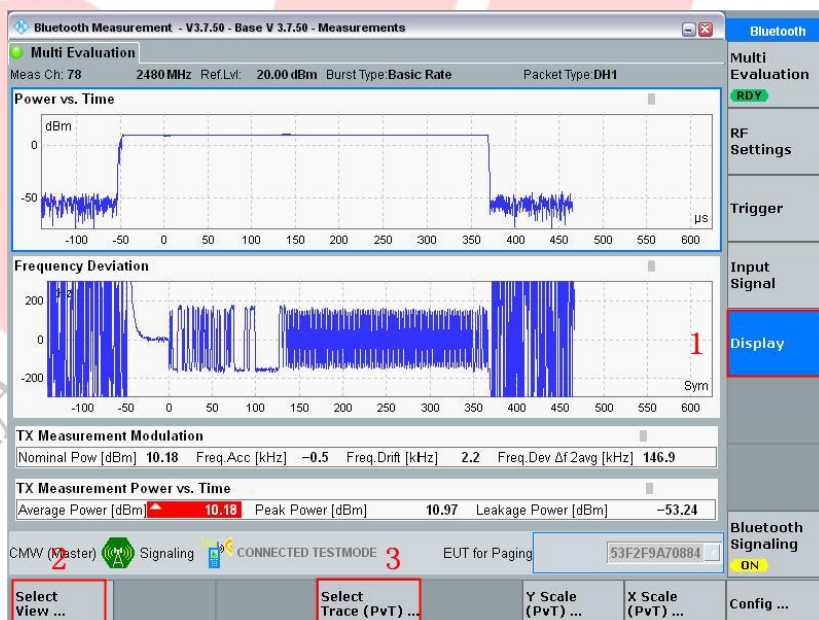 Bluetooth Measurement - V3.7.50 - Base V 3.7.50 - Measurements
Bluetooth
Multi Evaluation
Meas Ch: 78 2480 MHz Ref.Lvl: 20.00 dBm Burst Type:Basic Rate Packet Type:DH1
Multi Evaluation
RDY
Power vs. Time
dBm
0
-50
µs
-100 -50 0 50 100 150 200 250 300 350 400 450 500 550 600
RF Settings
Trigger
Frequency Deviation
200
0
-200
Sym
-100 -50 0 50 100 150 200 250 300 350 400 450 500 550 600
Input Signal
1
Display
TX Measurement Modulation
Nominal Pow [dBm] 10.18 Freq.Acc [kHz] −0.5 Freq.Drift [kHz] 2.2 Freq.Dev Δf2avg [kHz] 146.9
TX Measurement Power vs. Time
Average Power [dBm] 10.18 Peak Power [dBm] 10.97 Leakage Power [dBm] −53.24
CMW (Master) Signaling CONNECTED TESTMODE EUT for Paging 53F2F9A70884
2
3
Bluetooth Signaling
ON
Select View ...
Select Trace (PvT) ...
Y Scale (PvT) ...
X Scale (PvT) ...
Config ...